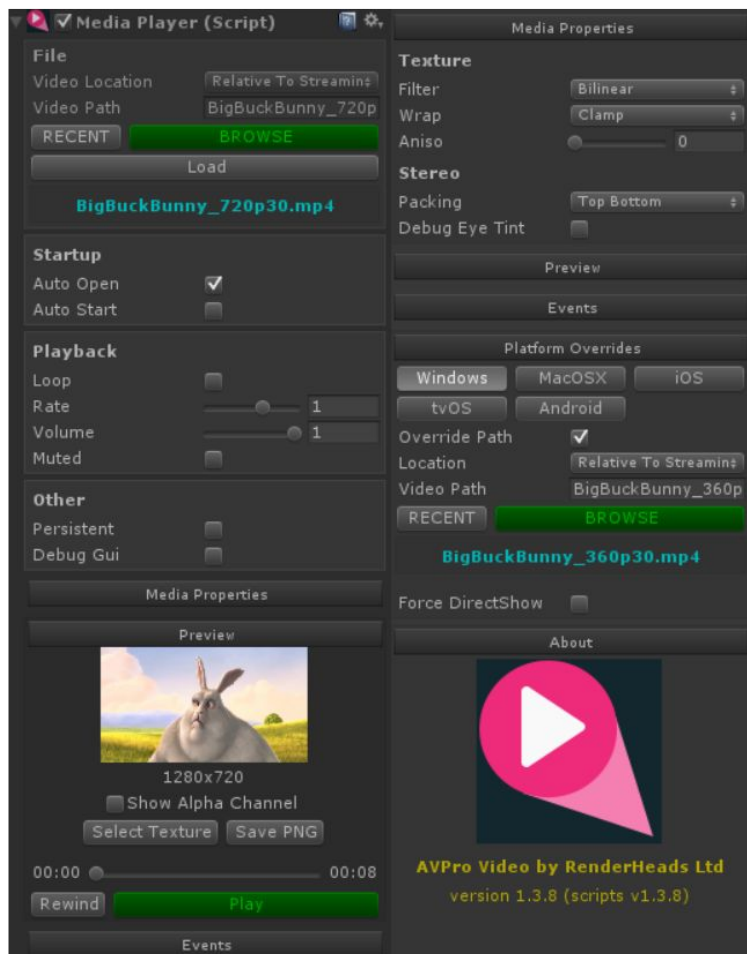 Media Player (Script)
File
Video Location Relative To Streaming
Video Path BigBuckBunny_720p
RECENT BROWSE
Load
BigBuckBunny_720p30.mp4
Startup
Auto Open
Auto Start
Playback
Loop
Rate 1
Volume 1
Muted
Other
Persistent
Debug Gui
Media Properties
Preview
1280x720
Show Alpha Channel
Select Texture Save PNG
00:00 00:08
Rewind Play
Events
Media Properties
Texture
Filter Bilinear
Wrap Clamp
Aniso 0
Stereo
Packing Top Bottom
Debug Eye Tint
Preview
Events
Platform Overrides
Windows MacOSX iOS
tvOS Android
Override Path
Location Relative To Streaming
Video Path BigBuckBunny_360p
RECENT BROWSE
BigBuckBunny_360p30.mp4
Force DirectShow
About
AVPro Video by RenderHeads Ltd
version 1.3.8 (scripts v1.3.8)